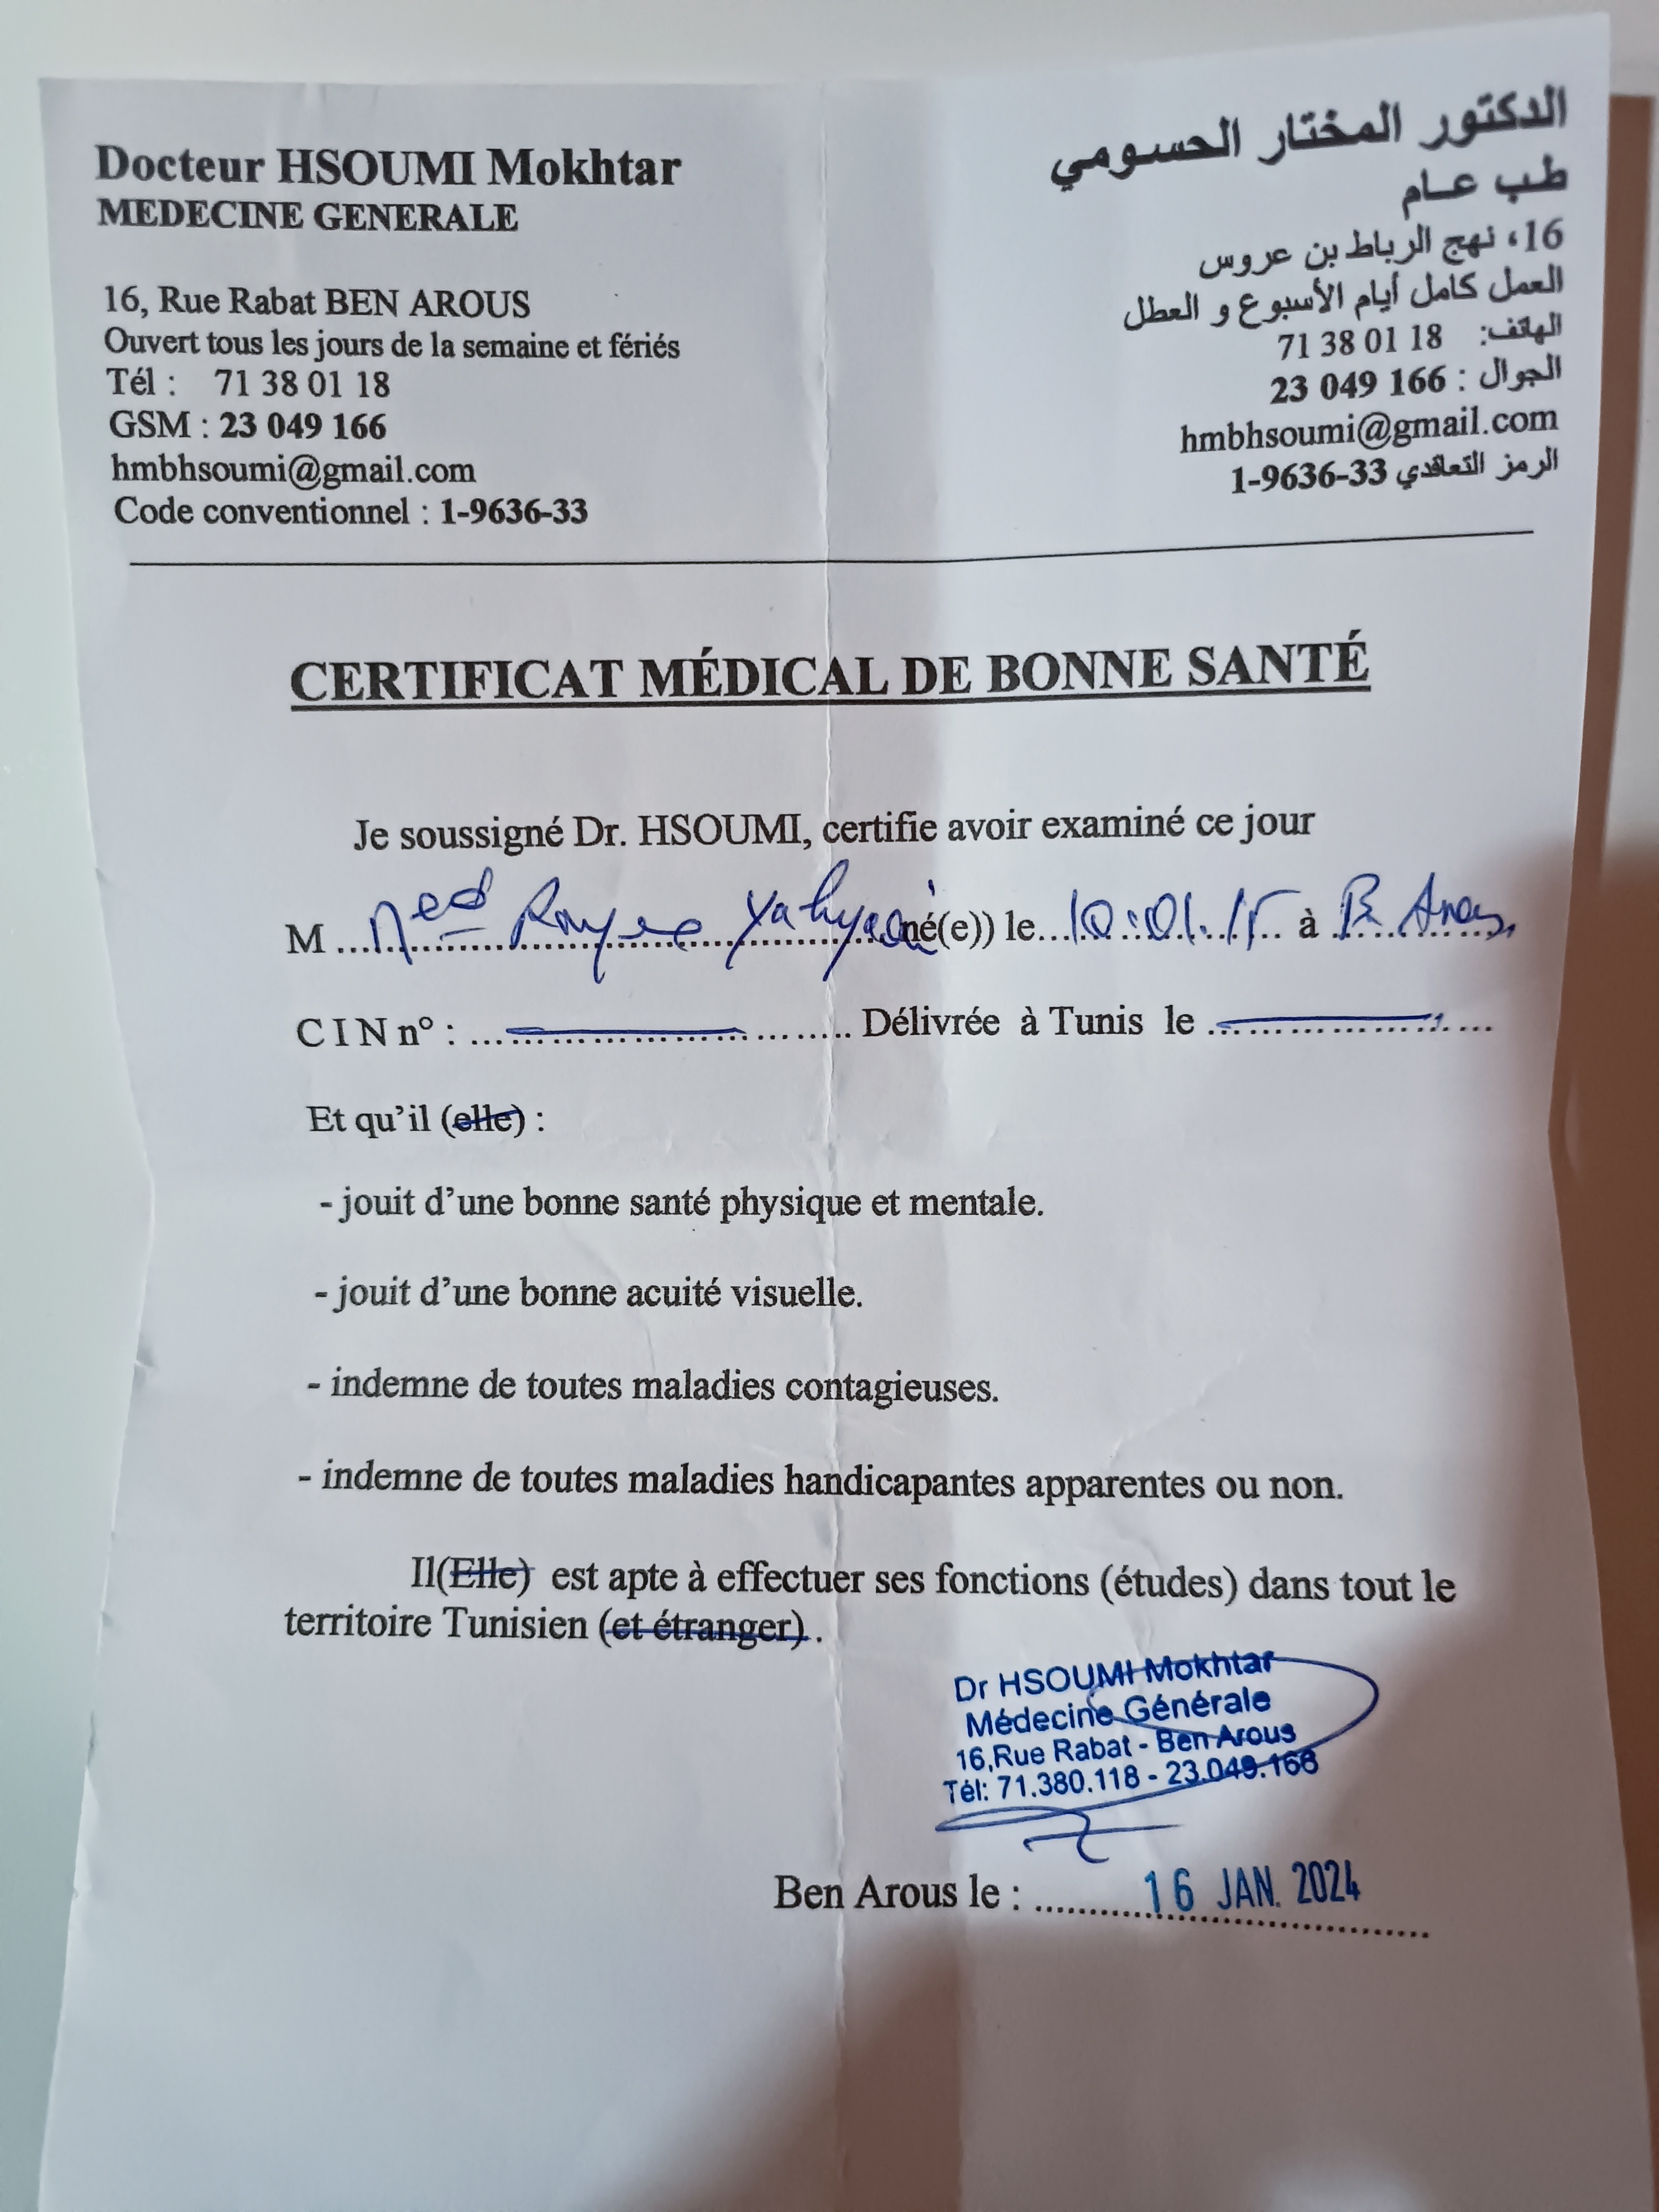 Docteur HSOUMI Mokhtar
MEDECINE GENERALE
16, Rue Rabat BEN AROUS
Ouvert tous les jours de la semaine et fériés
Tél : 71 38 01 18
GSM : 23 049 166
hmbhsoumi@gmail.com
Code conventionnel : 1-9636-33
الدكتور المختار الحسومي
طب عام
16، نهج الرباط بن عروس
العمل كامل أيام الأسبوع و العطل
الهاتف: 71 38 01 18
الجوال : 23 049 166
hmbhsoumi@gmail.com
الرمز التعاقدي 1-9636-33
CERTIFICAT MÉDICAL DE BONNE SANTÉ
Je soussigné Dr. HSOUMI, certifie avoir examiné ce jour
M ... né(e)) le... 10.01.15 à B. Arous
C I N n° : ........... Délivrée à Tunis le ...........
Et qu'il (elle) :
- jouit d'une bonne santé physique et mentale.
- jouit d'une bonne acuité visuelle.
- indemne de toutes maladies contagieuses.
- indemne de toutes maladies handicapantes apparentes ou non.
Il(Elle) est apte à effectuer ses fonctions (études) dans tout le
territoire Tunisien (et étranger).
Dr HSOUMI Mokhtar
Médecine Générale
16,Rue Rabat - Ben Arous
Tél: 71.380.118 - 23.049.166
Ben Arous le : ........... 16 JAN. 2024